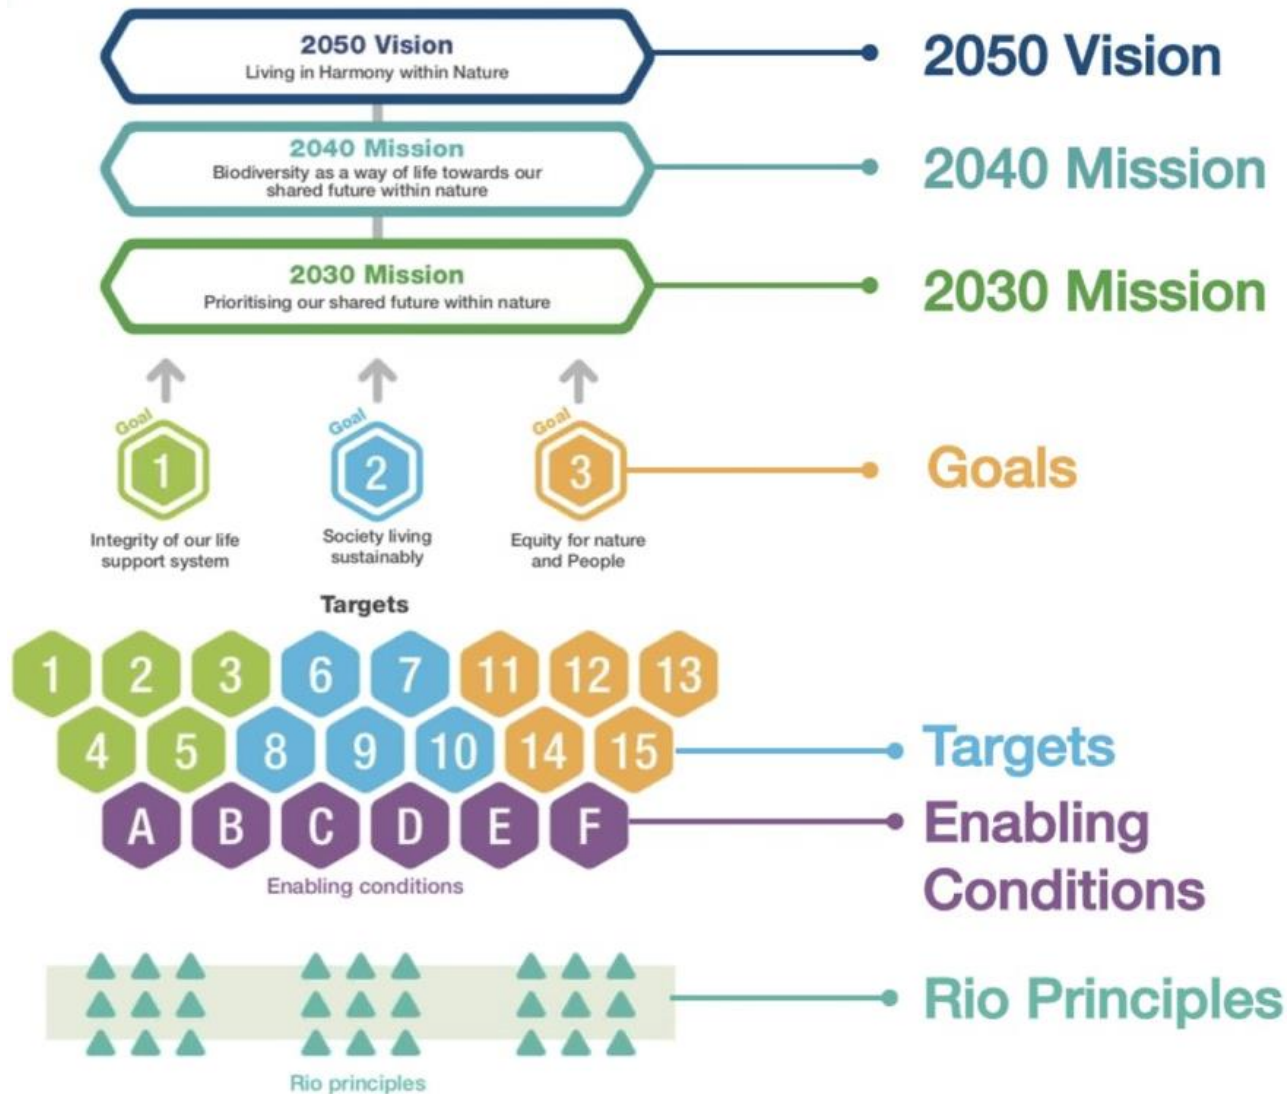 2050 Vision
Living in Harmony within Nature
2050 Vision
2040 Mission
Biodiversity as a way of life towards our
shared future within nature
2040 Mission
2030 Mission
Prioritising our shared future within nature
2030 Mission
Goal
1
Integrity of our life
support system
Goal
2
Society living
sustainably
Goal
3
Equity for nature
and People
Goals
Targets
1 2 3 6 7 11 12 13
4 5 8 9 10 14 15
Targets
A B C D E F
Enabling conditions
Enabling
Conditions
Rio Principles
Rio principles